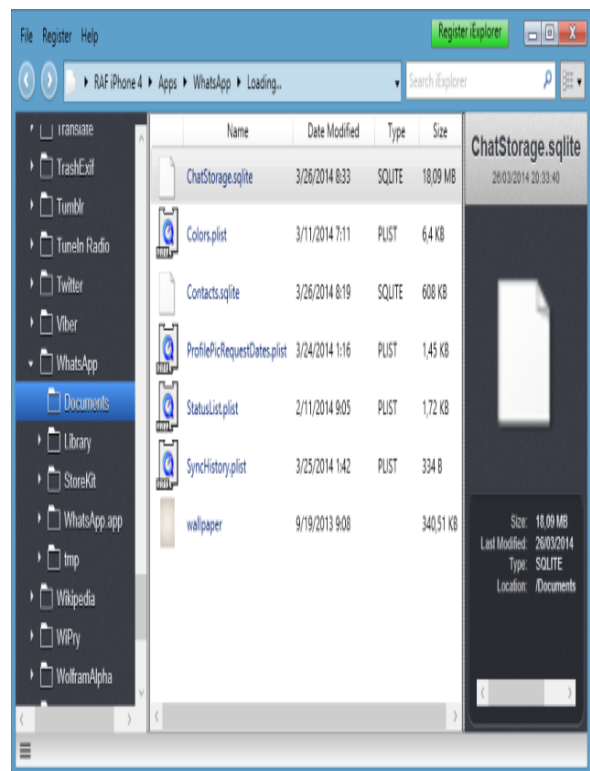 File Register Help
Register iExplorer
RAF iPhone 4 Apps WhatsApp Loading...
Search iExplorer
Translate
TrashExif
Tumblr
TuneIn Radio
Twitter
Viber
WhatsApp
Documents
Library
StoreKit
WhatsApp.app
tmp
Wikipedia
WiPry
WolframAlpha
Name Date Modified Type Size
ChatStorage.sqlite 3/26/2014 8:33 SQLITE 18,09 MB
Colors.plist 3/11/2014 7:11 PLIST 6,4 KB
Contacts.sqlite 3/26/2014 8:19 SQLITE 608 KB
ProfilePicRequestDates.plist 3/24/2014 1:16 PLIST 1,45 KB
StatusList.plist 2/11/2014 9:05 PLIST 1,72 KB
SyncHistory.plist 3/25/2014 1:42 PLIST 334 B
wallpaper 9/19/2013 9:08 340,51 KB
ChatStorage.sqlite
26/03/2014 20:33:40
Size: 18,09 MB
Last Modified: 26/03/2014
Type: SQLITE
Location: /Documents